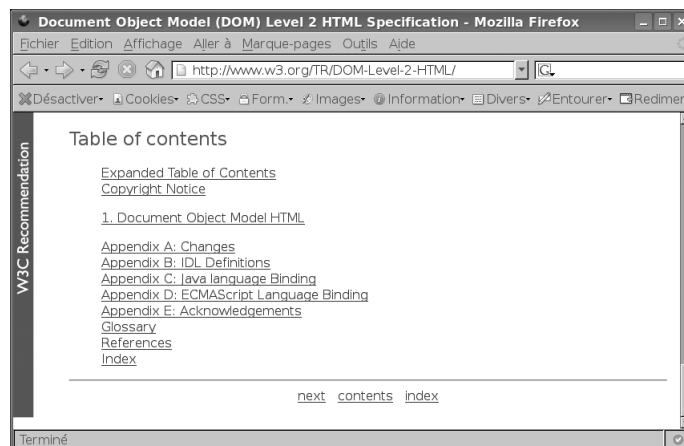 Document Object Model (DOM) Level 2 HTML Specification - Mozilla Firefox
Fichier Edition Affichage Aller à Marque-pages Outils Aide
http://www.w3.org/TR/DOM-Level-2-HTML/ G
Désactiver Cookies CSS Form. Images Information Divers Entourer Redimen
W3C Recommendation
Table of contents
Expanded Table of Contents
Copyright Notice
1. Document Object Model HTML
Appendix A: Changes
Appendix B: IDL Definitions
Appendix C: Java language Binding
Appendix D: ECMAScript Language Binding
Appendix E: Acknowledgements
Glossary
References
Index
next contents index
Terminé